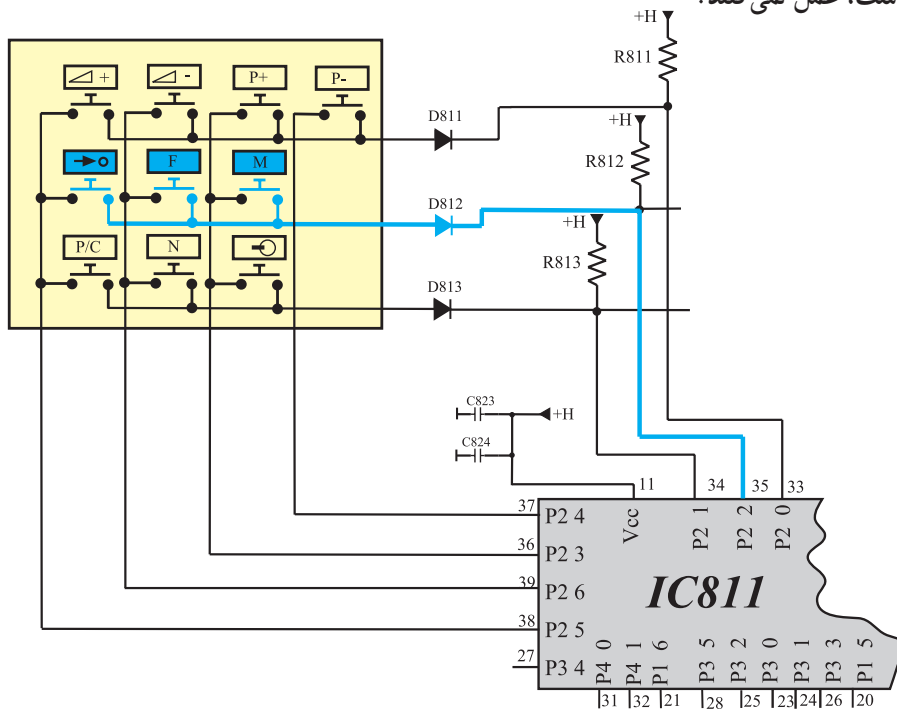 عمل نمی‌کنند؟
+H
R811
+ - P+ P-
D811
+H
R812
F M
D812
+H
R813
P/C N
D813
C823
+H
C824
11 34 35 33
37 P2 4 Vcc P2 1 P2 2 P2 0
36 P2 3
39 P2 6 IC811
38 P2 5
27 P3 4 P4 0 P4 1 P1 6 P3 5 P3 2 P3 0 P3 1 P3 3 P1 5
31 32 21 28 25 23 24 26 20